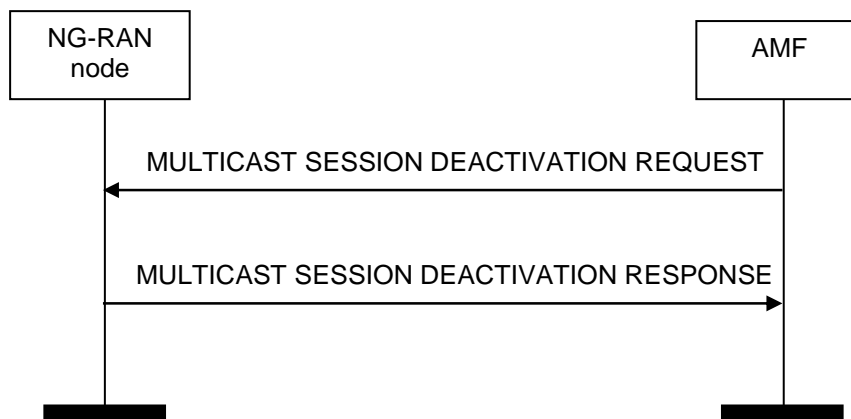 NG-RAN
node
AMF
MULTICAST SESSION DEACTIVATION REQUEST
MULTICAST SESSION DEACTIVATION RESPONSE